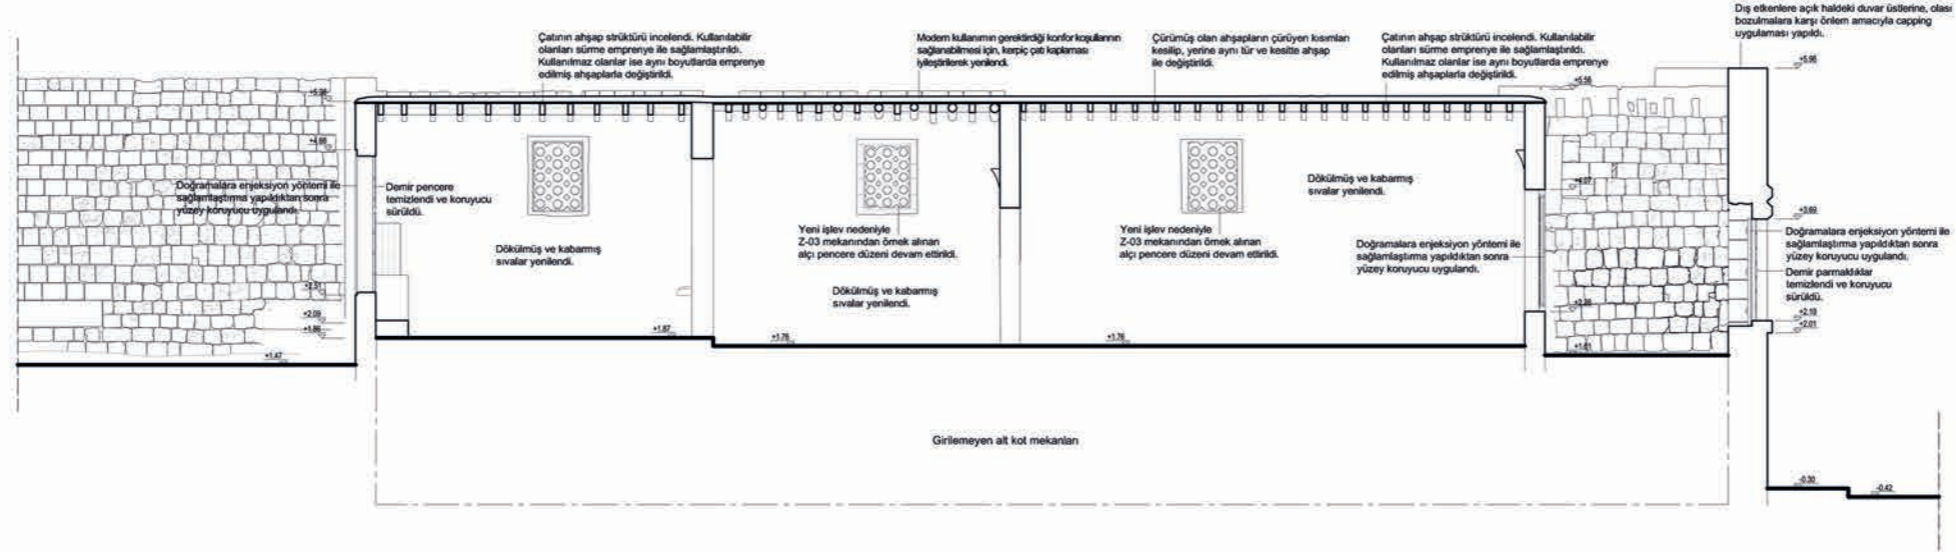 Çatının ahşap strüktürü incelendi. Kullanılabilir
olanları sürme emprenye ile sağlamlaştırıldı.
Kullanılmaz olanlar ise aynı boyutlarda emprenye
edilmiş ahşaplarla değiştirildi.
Modern kullanımın gerektirdiği konfor koşullarının
sağlanabilmesi için, kerpiç çatı kaplaması
iyileştirilerek yenilendi.
Çürümüş olan ahşapların çürüyen kısımları
kesilip, yerine aynı tür ve kesitte ahşap
ile değiştirildi.
Çatının ahşap strüktürü incelendi. Kullanılabilir
olanları sürme emprenye ile sağlamlaştırıldı.
Kullanılmaz olanlar ise aynı boyutlarda emprenye
edilmiş ahşaplarla değiştirildi.
Dış etkenlere açık haldeki duvar üstlerine, olası
bozulmalara karşı önlem amacıyla capping
uygulaması yapıldı.
+5.95
+5.56
+4.68
Doğramalara enjeksiyon yöntemi ile
sağlamlaştırma yapıldıktan sonra
yüzey koruyucu uygulandı.
Demir pencere
temizlendi ve koruyucu
sürüldü.
Dökülmüş ve kabarmış
sıvalar yenilendi.
Yeni işlev nedeniyle
Z-03 mekanından örnek alınan
alçı pencere düzeni devam ettirildi.
Dökülmüş ve kabarmış
sıvalar yenilendi.
Yeni işlev nedeniyle
Z-03 mekanından örnek alınan
alçı pencere düzeni devam ettirildi.
Dökülmüş ve kabarmış
sıvalar yenilendi.
Doğramalara enjeksiyon yöntemi ile
sağlamlaştırma yapıldıktan sonra
yüzey koruyucu uygulandı.
+4.07
+3.69
Doğramalara enjeksiyon yöntemi ile
sağlamlaştırma yapıldıktan sonra
yüzey koruyucu uygulandı.
Demir parmaklıklar
temizlendi ve koruyucu
sürüldü.
+2.51
+2.09
+1.86
+1.47
+1.87
+1.76
+1.76
+2.19
+2.01
Girilemeyen alt kot mekanları
-0.30
-0.42